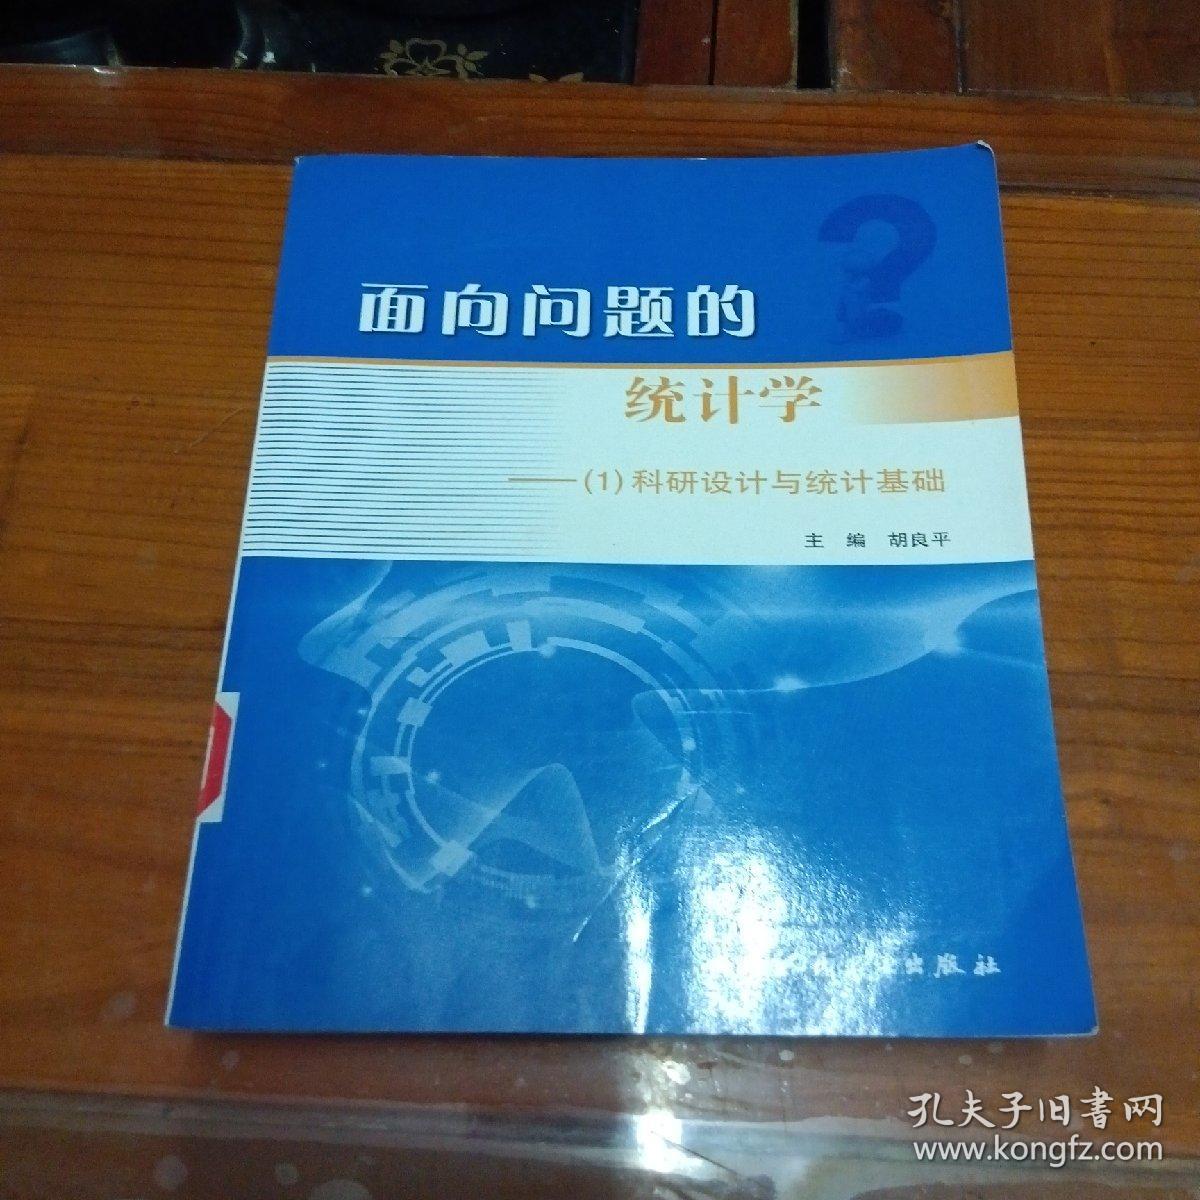 面向问题的
统计学
——(1)科研设计与统计基础
主 编 胡良平
出版社
孔夫子旧書网
www.kongfz.com